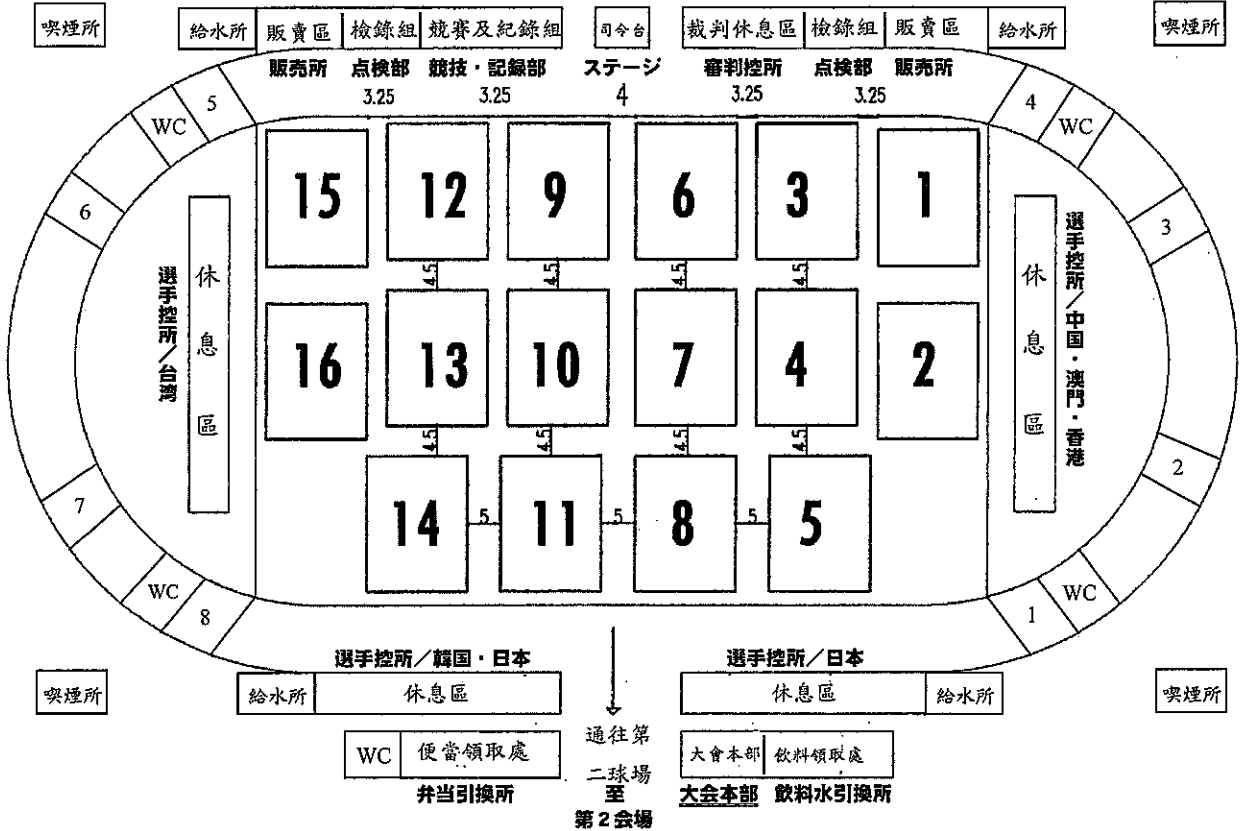 喫煙所
給水所 販賣區 檢錄組 競賽及紀錄組 司令台 裁判休息區 檢錄組 販賣區 給水所
喫煙所
販売所 点検部 競技・記録部 ステージ 審判控所 点検部 販売所
3.25 3.25 4 3.25 3.25
5 WC 6 7 WC 8
4 WC 3 2 WC 1
選手控所/台湾
休息區
15 12 9 6 3 1
4.5 4.5 4.5 4.5
16 13 10 7 4 2
4.5 4.5 4.5 4.5
14 5 11 5 8 5 5
休息區
選手控所/中国・澳門・香港
選手控所/韓国・日本
選手控所/日本
喫煙所
給水所 休息區
休息區 給水所
喫煙所
WC 便當領取處
弁当引換所
通往第
二球場
至
第2会場
大會本部 飲料領取處
大会本部 飲料水引換所